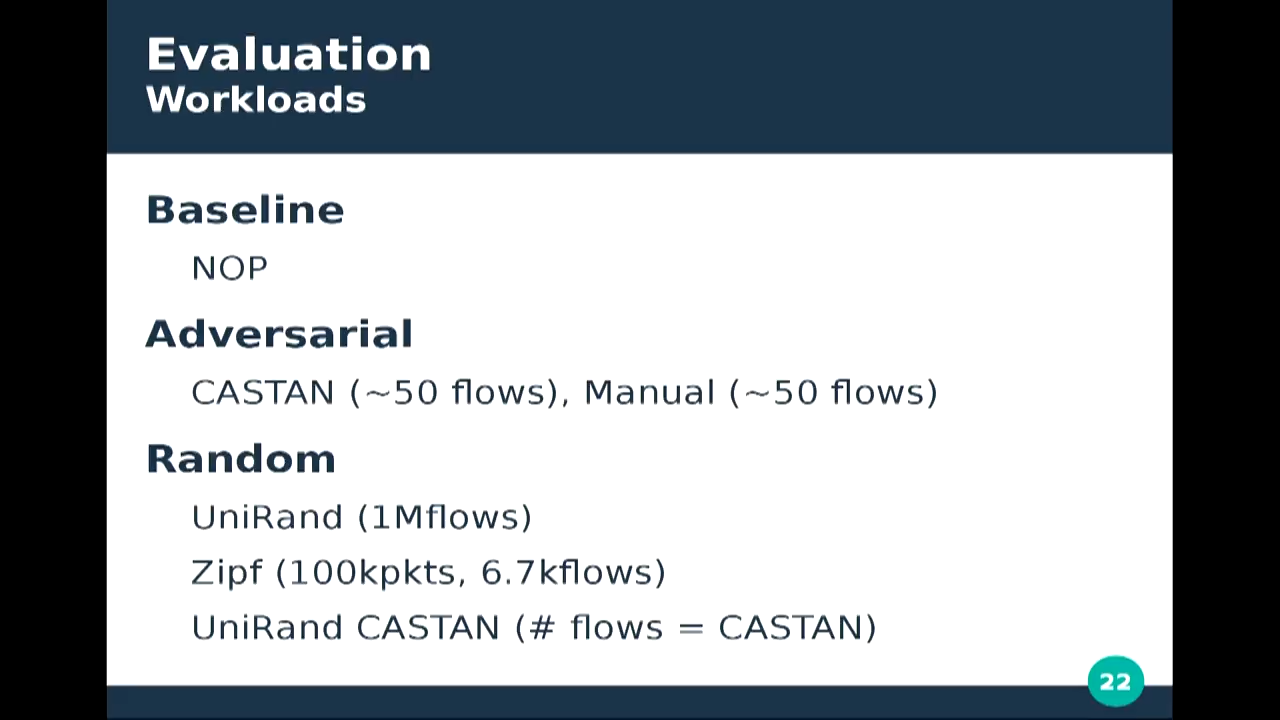 Evaluation
Workloads
Baseline
NOP
Adversarial
CASTAN (~50 flows), Manual (~50 flows)
Random
UniRand (1Mflows)
Zipf (100kpkts, 6.7kflows)
UniRand CASTAN (# flows = CASTAN)
22